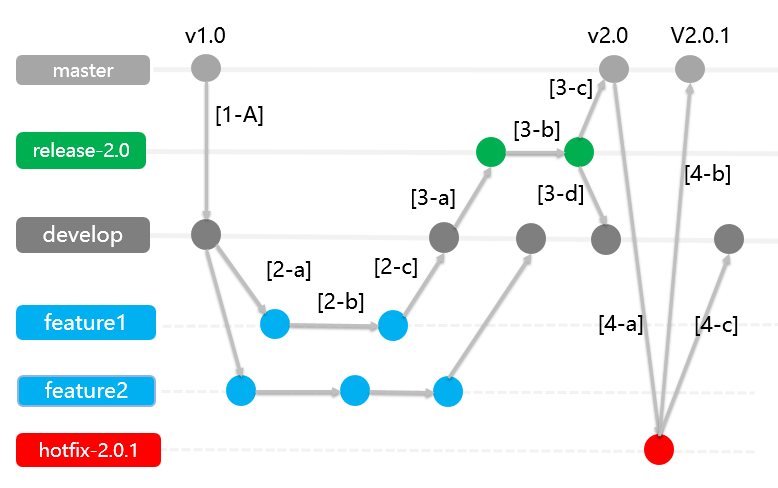 v1.0
v2.0
V2.0.1
master
[3-c]
[1-A]
[3-b]
release-2.0
[4-b]
[3-a]
[3-d]
develop
[2-a]
[2-c]
[2-b]
feature1
[4-a]
[4-c]
feature2
hotfix-2.0.1